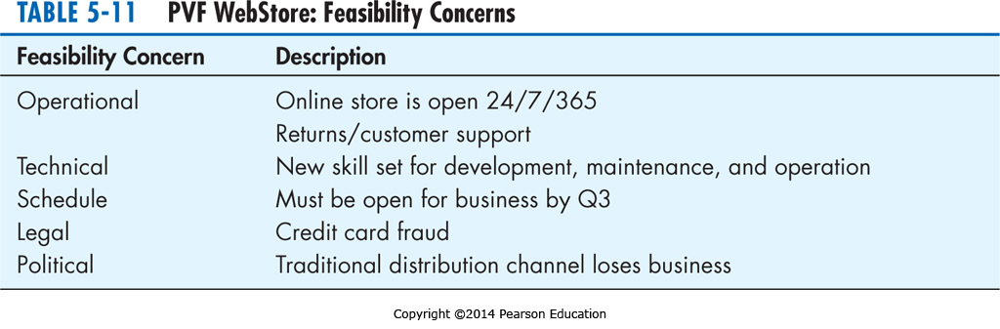 TABLE 5-11 PVF WebStore: Feasibility Concerns
Feasibility Concern Description
Operational Online store is open 24/7/365
Returns/customer support
Technical New skill set for development, maintenance, and operation
Schedule Must be open for business by Q3
Legal Credit card fraud
Political Traditional distribution channel loses business
Copyright ©2014 Pearson Education